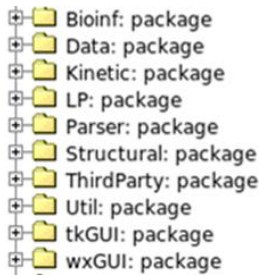 Bioinf: package
Data: package
Kinetic: package
LP: package
Parser: package
Structural: package
ThirdParty: package
Util: package
tkGUI: package
wxGUI: package